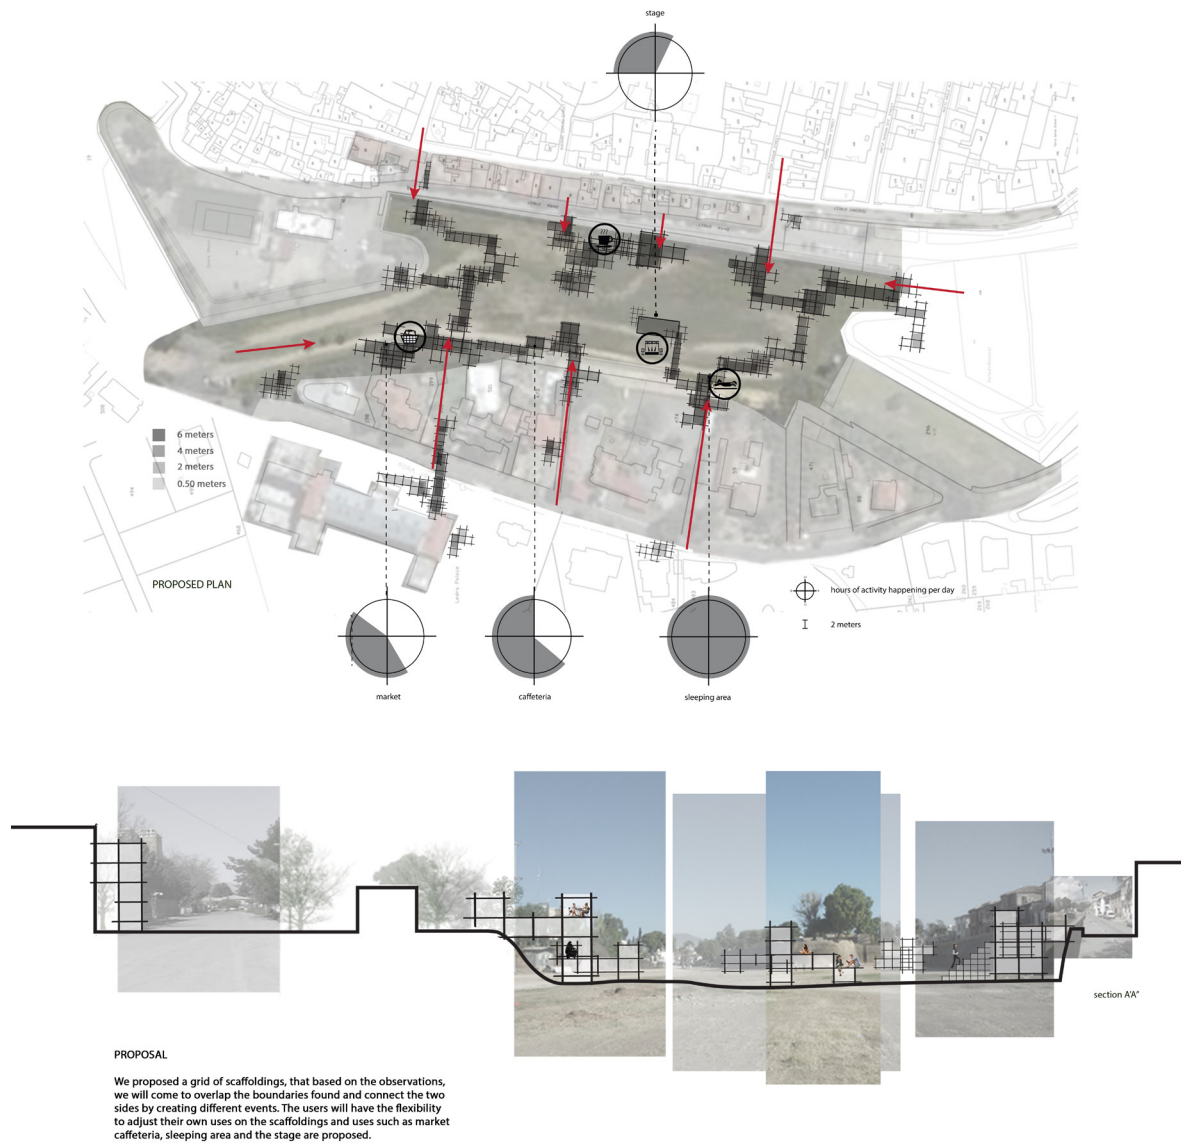 stage
6 meters
4 meters
2 meters
0.50 meters
PROPOSED PLAN
Ledra Palace
hours of activity happening per day
2 meters
market
caffeteria
sleeping area
section A'A"
PROPOSAL
We proposed a grid of scaffoldings, that based on the observations,
we will come to overlap the boundaries found and connect the two
sides by creating different events. The users will have the flexibility
to adjust their own uses on the scaffoldings and uses such as market
caffeteria, sleeping area and the stage are proposed.